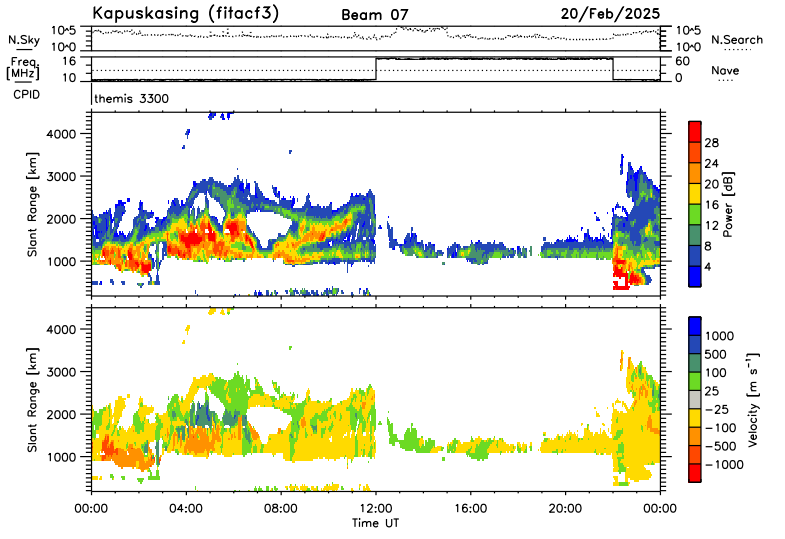 Kapuskasing (fitacf3) Beam 07 20/Feb/2025
N.Sky 10^5 10^0 10^5 10^0 N.Search
Freq. [MHz] 16 10 60 0 Nave
CPID themis 3300
Slant Range [km] 4000 3000 2000 1000
Power [dB] 28 24 20 16 12 8 4
Slant Range [km] 4000 3000 2000 1000
Velocity [m s⁻¹] 1000 500 100 25 −25 −100 −500 −1000
00:00 04:00 08:00 12:00 16:00 20:00 00:00
Time UT